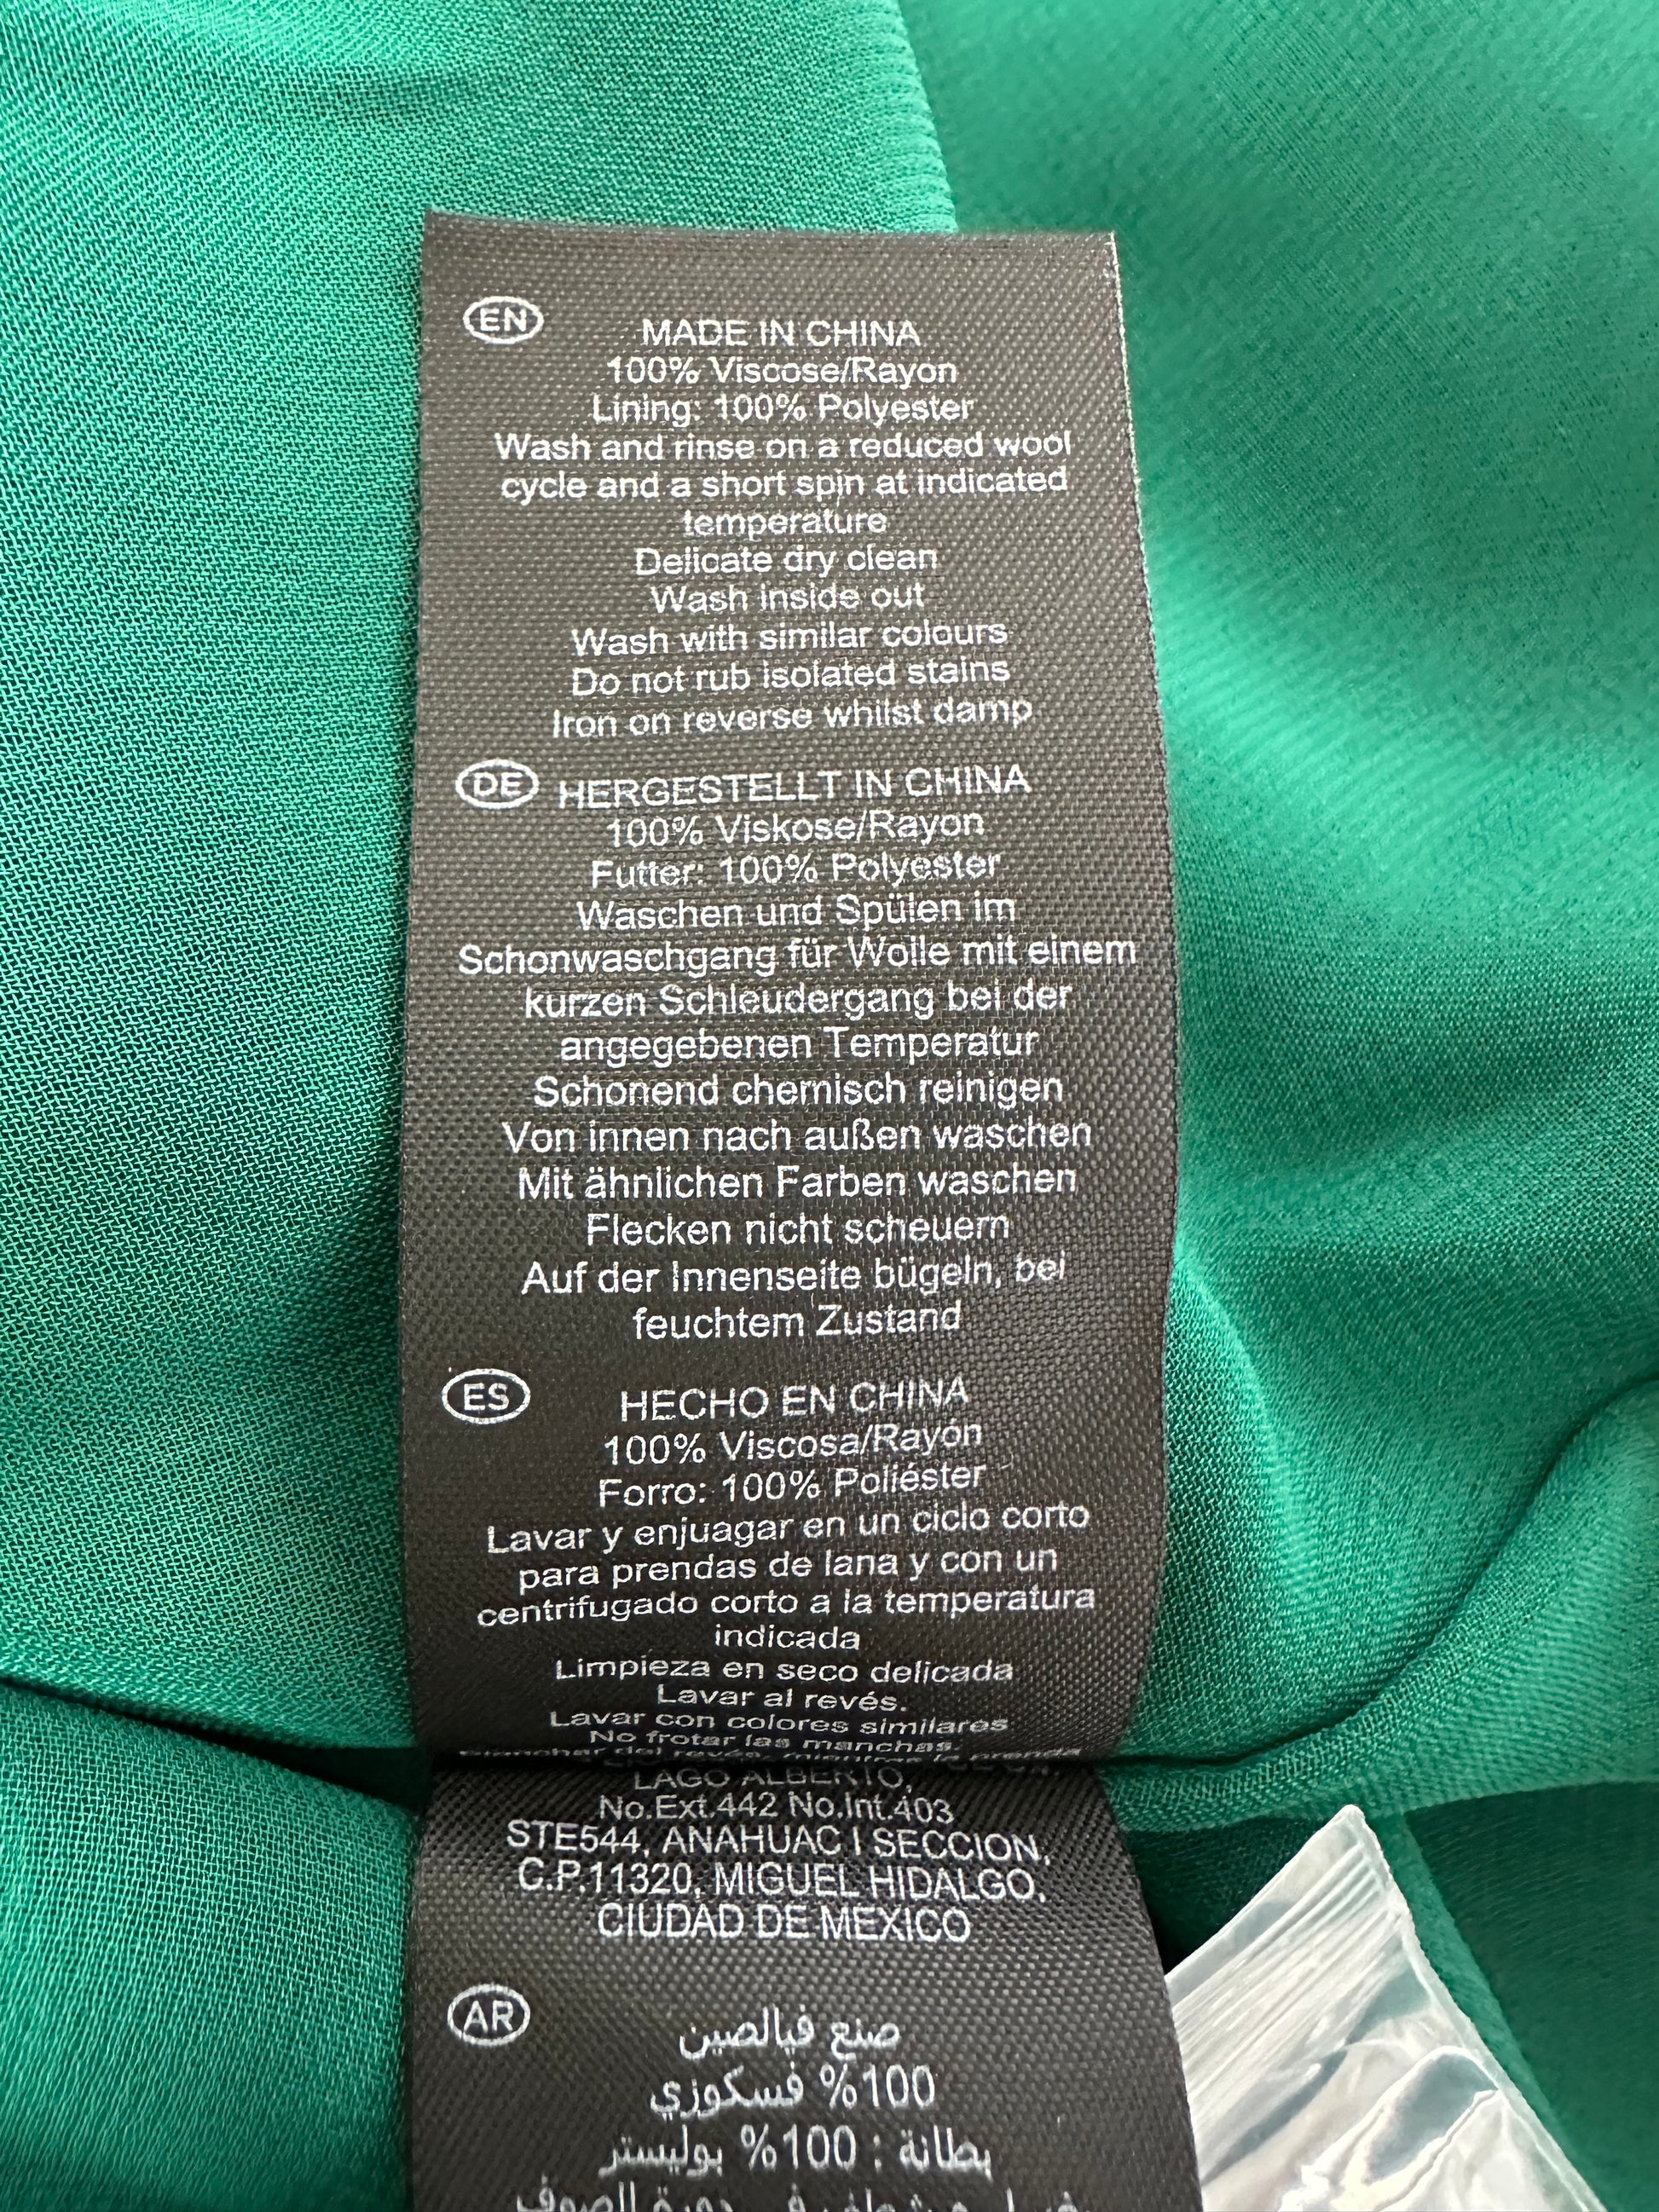 EN
MADE IN CHINA
100% Viscose/Rayon
Lining: 100% Polyester
Wash and rinse on a reduced wool
cycle and a short spin at indicated
temperature
Delicate dry clean
Wash inside out
Wash with similar colours
Do not rub isolated stains
Iron on reverse whilst damp
DE HERGESTELLT IN CHINA
100% Viskose/Rayon
Futter: 100% Polyester
Waschen und Spülen im
Schonwaschgang für Wolle mit einem
kurzen Schleudergang bei der
angegebenen Temperatur
Schonend chemisch reinigen
Von innen nach außen waschen
Mit ähnlichen Farben waschen
Flecken nicht scheuern
Auf der Innenseite bügeln, bei
feuchtem Zustand
ES
HECHO EN CHINA
100% Viscosa/Rayón
Forro: 100% Poliéster
Lavar y enjuagar en un ciclo corto
para prendas de lana y con un
centrifugado corto a la temperatura
indicada
Limpieza en seco delicada
Lavar al revés.
Lavar con colores similares
No frotar las manchas.
planchar del revés, mientras la prenda
LAGO ALBERTO,
No.Ext.442 No.Int.403
STE544, ANAHUAC I SECCION,
C.P.11320, MIGUEL HIDALGO,
CIUDAD DE MEXICO
AR
صنع فيالصين
100% فسكوزي
بطانة : 100% بوليستر